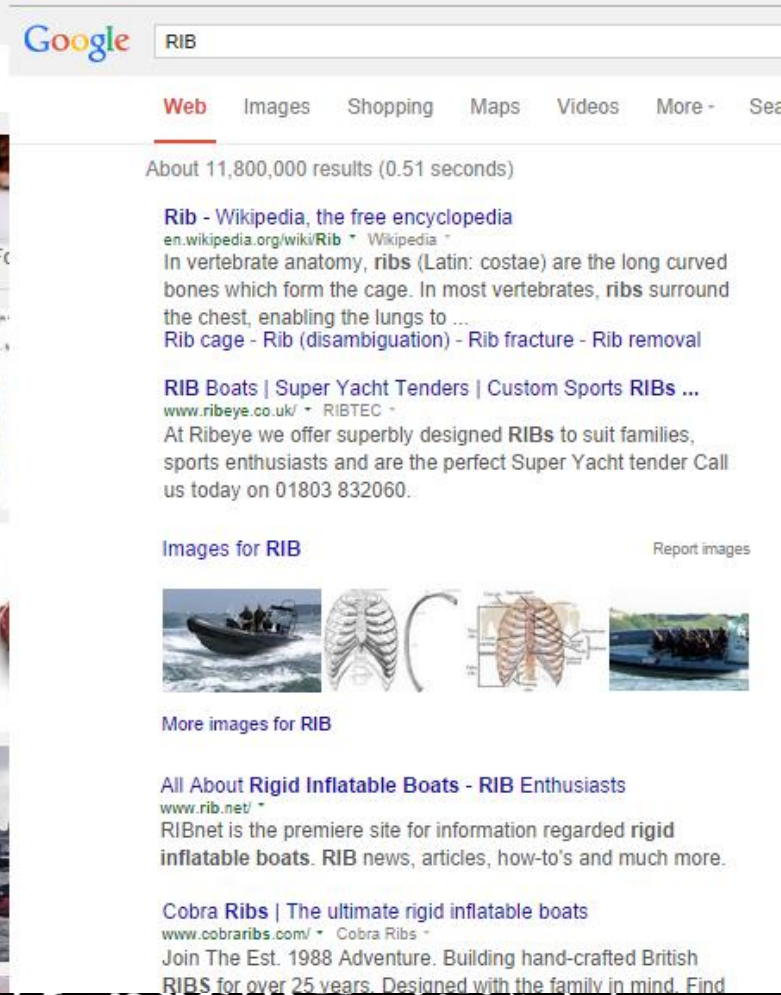 Google RIB
Web Images Shopping Maps Videos More Sea
About 11,800,000 results (0.51 seconds)
Rib - Wikipedia, the free encyclopedia
en.wikipedia.org/wiki/Rib Wikipedia
In vertebrate anatomy, ribs (Latin: costae) are the long curved
bones which form the cage. In most vertebrates, ribs surround
the chest, enabling the lungs to ...
Rib cage - Rib (disambiguation) - Rib fracture - Rib removal
RIB Boats | Super Yacht Tenders | Custom Sports RIBs ...
www.ribeye.co.uk/ RIBTEC
At Ribeye we offer superbly designed RIBs to suit families,
sports enthusiasts and are the perfect Super Yacht tender Call
us today on 01803 832060.
Images for RIB Report images
More images for RIB
All About Rigid Inflatable Boats - RIB Enthusiasts
www.rib.net/
RIBnet is the premiere site for information regarded rigid
inflatable boats. RIB news, articles, how-to's and much more.
Cobra Ribs | The ultimate rigid inflatable boats
www.cobraribs.com/ Cobra Ribs
Join The Est. 1988 Adventure. Building hand-crafted British
RIBS for over 25 years. Designed with the family in mind. Find